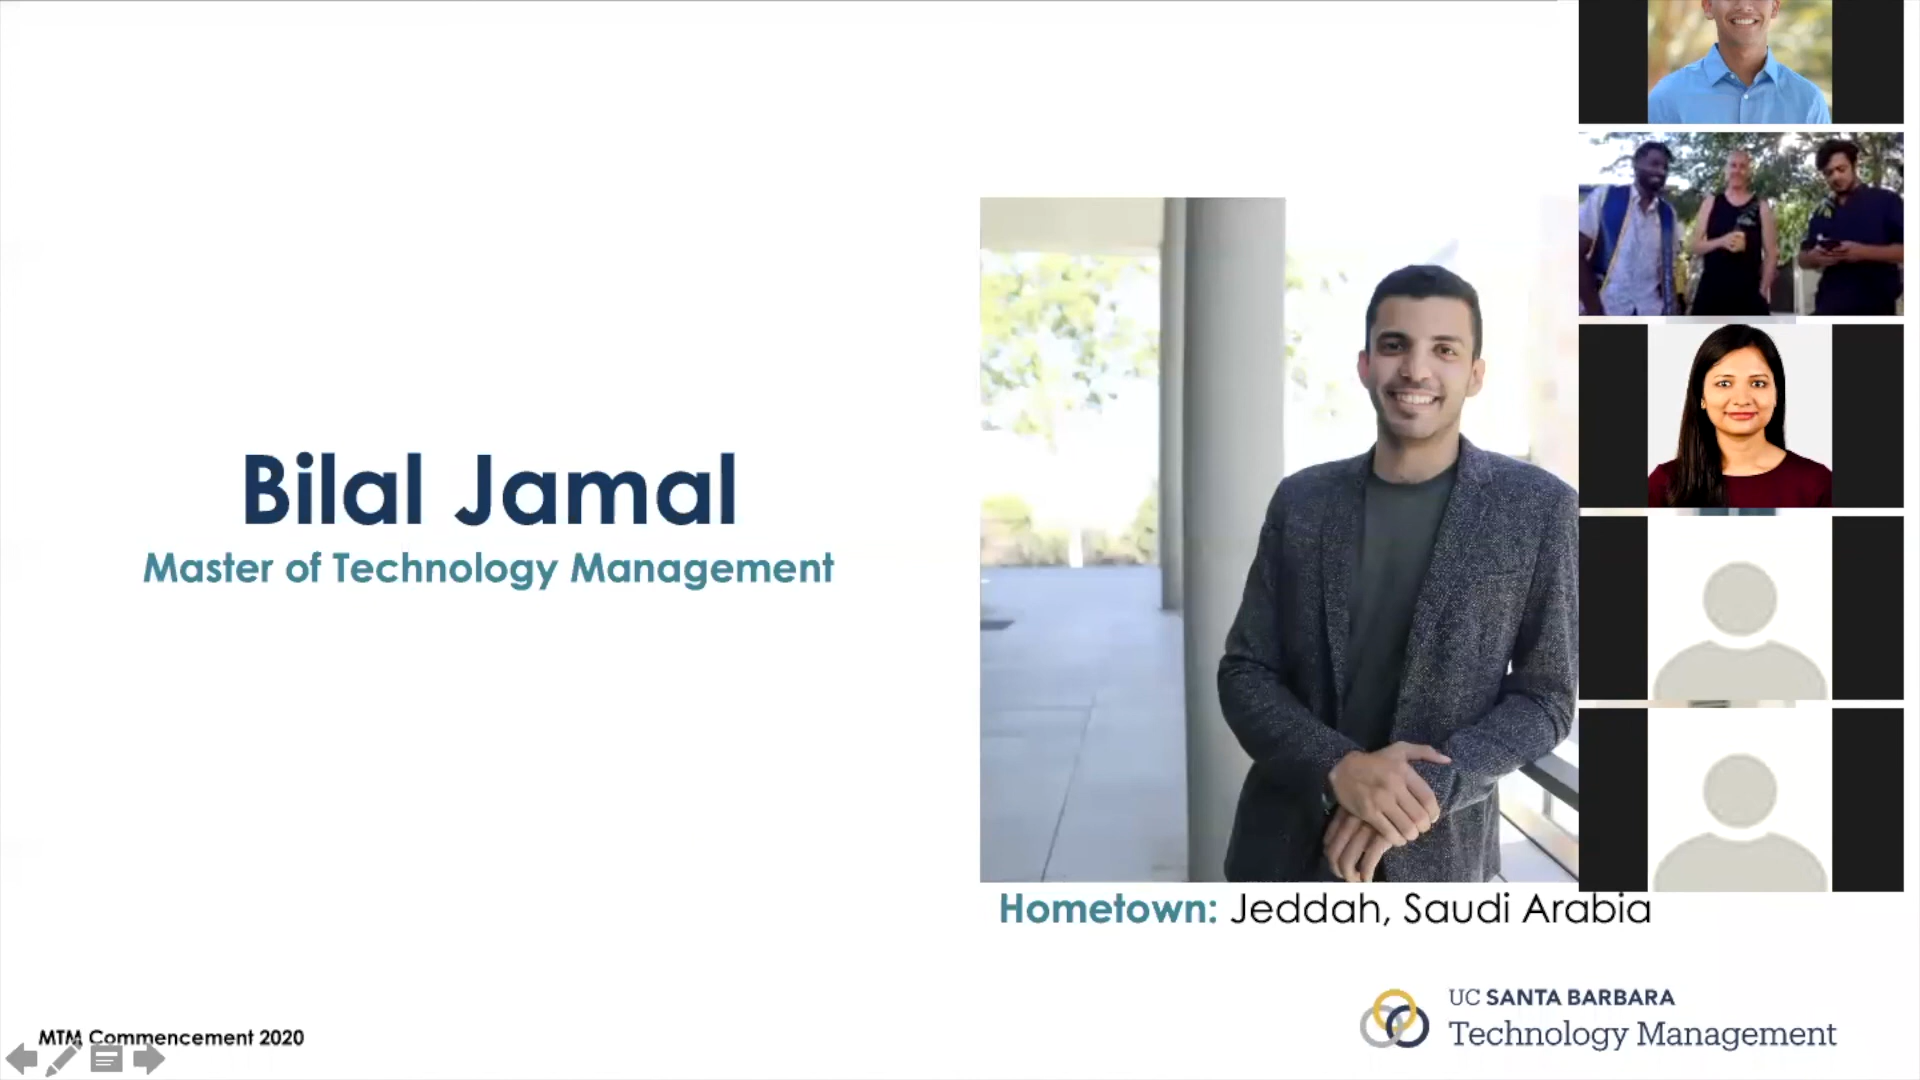 Bilal Jamal
Master of Technology Management
Hometown: Jeddah, Saudi Arabia
UC SANTA BARBARA
Technology Management
MTM Commencement 2020